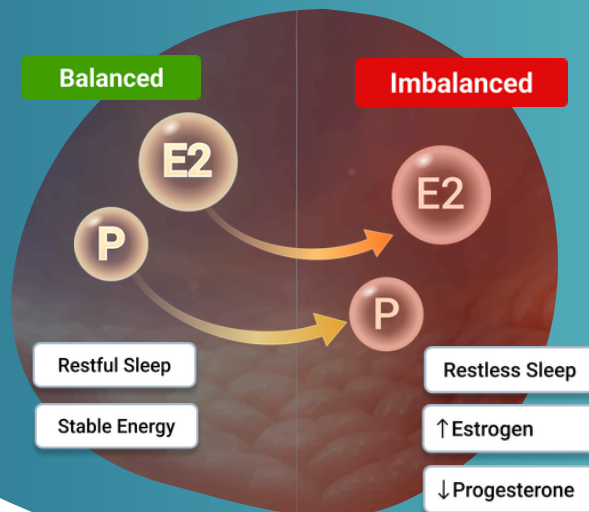 Balanced
Imbalanced
E2
E2
P
P
Restful Sleep
Restless Sleep
Stable Energy
↑Estrogen
↓Progesterone